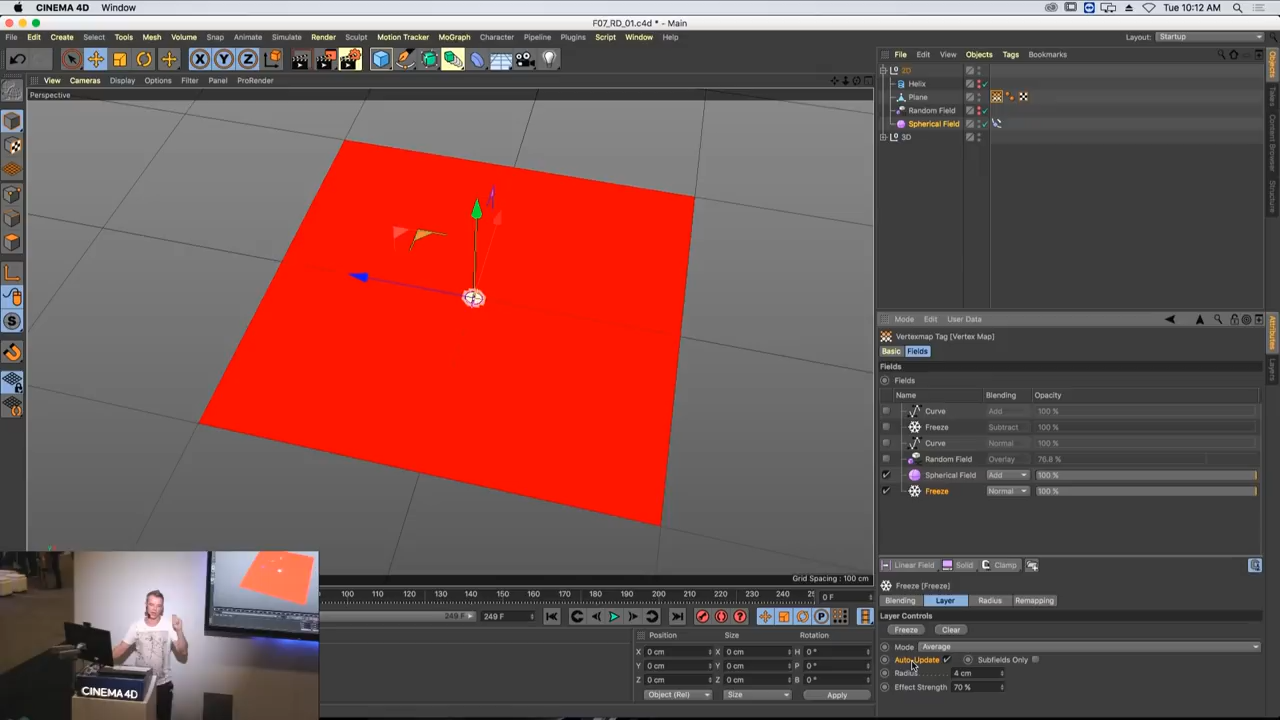 CINEMA 4D Window
Tue 10:12 AM
F07_RD_01.c4d * - Main
File Edit Create Select Tools Mesh Volume Snap Animate Simulate Render Sculpt Motion Tracker MoGraph Character Pipeline Plugins Script Window Help
Layout: Startup
X Y Z
File Edit View Objects Tags Bookmarks
View Cameras Display Options Filter Panel ProRender
Perspective
2D
Helix
Plane
Random Field
Spherical Field
3D
Objects
Takes
Content Browser
Structure
Mode Edit User Data
Vertexmap Tag [Vertex Map]
Basic Fields
Fields
Fields
Name Blending Opacity
Curve Add 100 %
Freeze Subtract 100 %
Curve Normal 100 %
Random Field Overlay 76.8 %
Spherical Field Add 100 %
Freeze Normal 100 %
Attributes
Layers
Linear Field Solid Clamp
Freeze [Freeze]
Blending Layer Radius Remapping
Layer Controls
Freeze Clear
Mode Average
Auto Update Subfields Only
Radius 4 cm
Effect Strength 70 %
Grid Spacing : 100 cm
100 110 120 130 140 150 160 170 180 190 200 210 220 230 240 0 F
249 F 249 F
Position Size Rotation
X 0 cm X 0 cm H 0 °
Y 0 cm Y 0 cm P 0 °
Z 0 cm Z 0 cm B 0 °
Object (Rel) Size Apply
CINEMA 4D